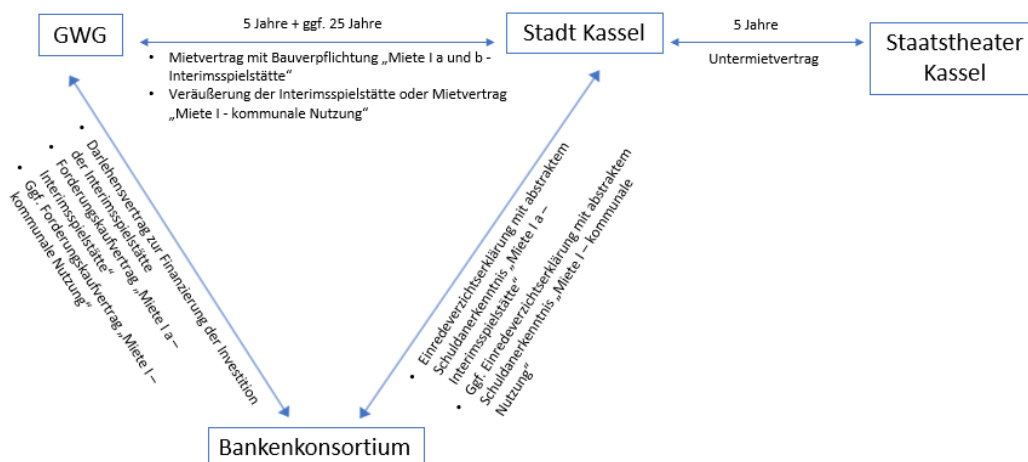 GWG
5 Jahre + ggf. 25 Jahre
• Mietvertrag mit Bauverpflichtung „Miete I a und b -
Interimsspielstätte“
• Veräußerung der Interimsspielstätte oder Mietvertrag
„Miete I - kommunale Nutzung“
Stadt Kassel
5 Jahre
Untermietvertrag
Staatstheater
Kassel
• Darlehensvertrag zur Finanzierung der Investition
der Interimsspielstätte
• Forderungskaufvertrag „Miete I a –
Interimsspielstätte“
• Ggf. Forderungskaufvertrag „Miete I –
kommunale Nutzung“
• Einredeverzichtserklärung mit abstraktem
Schuldanerkenntnis „Miete I a –
Interimsspielstätte“
• Ggf. Einredeverzichtserklärung mit abstraktem
Schuldanerkenntnis „Miete I – kommunale
Nutzung“
Bankenkonsortium